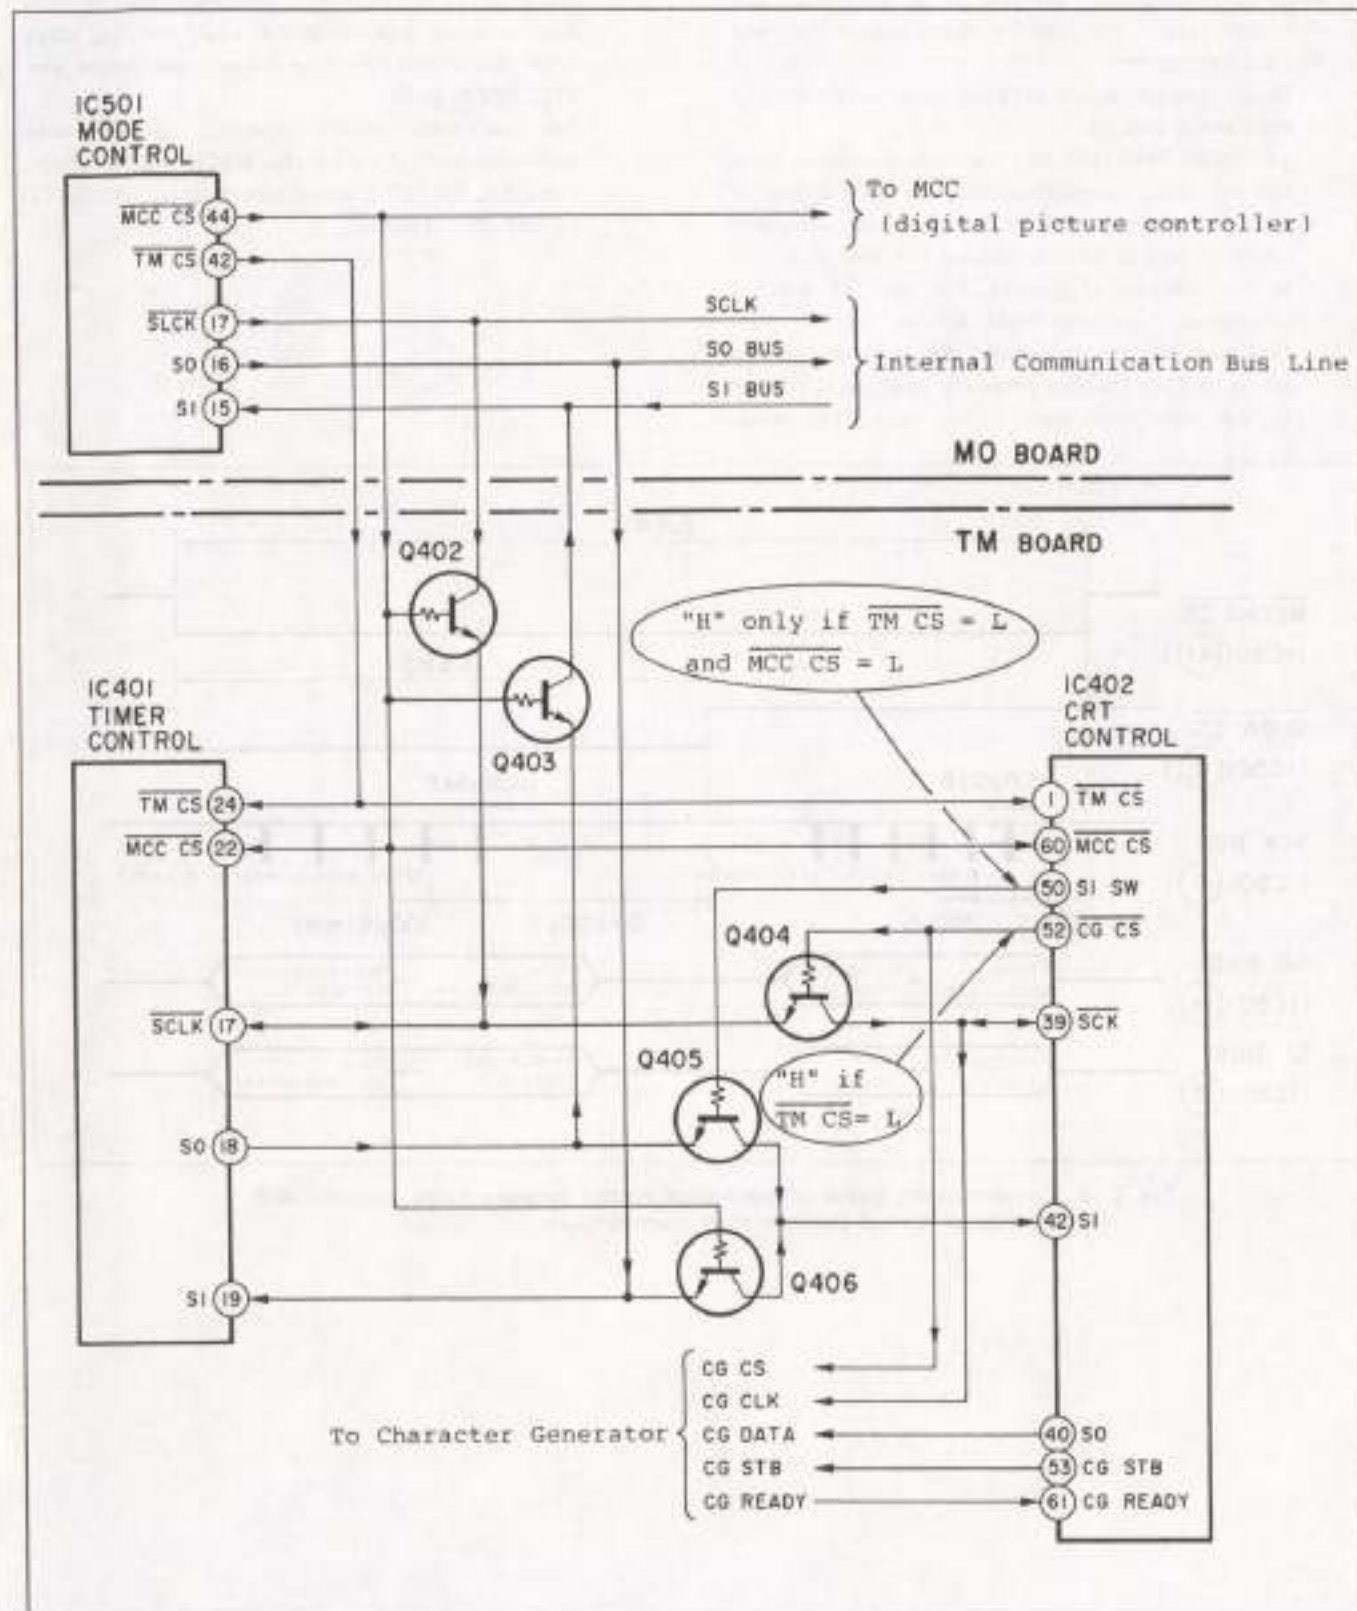 IC501
MODE
CONTROL
MCC CS 44
TM CS 42
SLCK 17
SO 16
SI 15
To MCC
(digital picture controller)
SCLK
SO BUS
SI BUS
Internal Communication Bus Line
MO BOARD
TM BOARD
Q402
Q403
"H" only if TM CS = L
and MCC CS = L
IC401
TIMER
CONTROL
TM CS 24
MCC CS 22
SCLK 17
SO 18
SI 19
IC402
CRT
CONTROL
1 TM CS
60 MCC CS
50 SI SW
52 CG CS
39 SCK
42 SI
40 SO
53 CG STB
61 CG READY
Q404
Q405
"H" if
TM CS= L
Q406
To Character Generator
CG CS
CG CLK
CG DATA
CG STB
CG READY